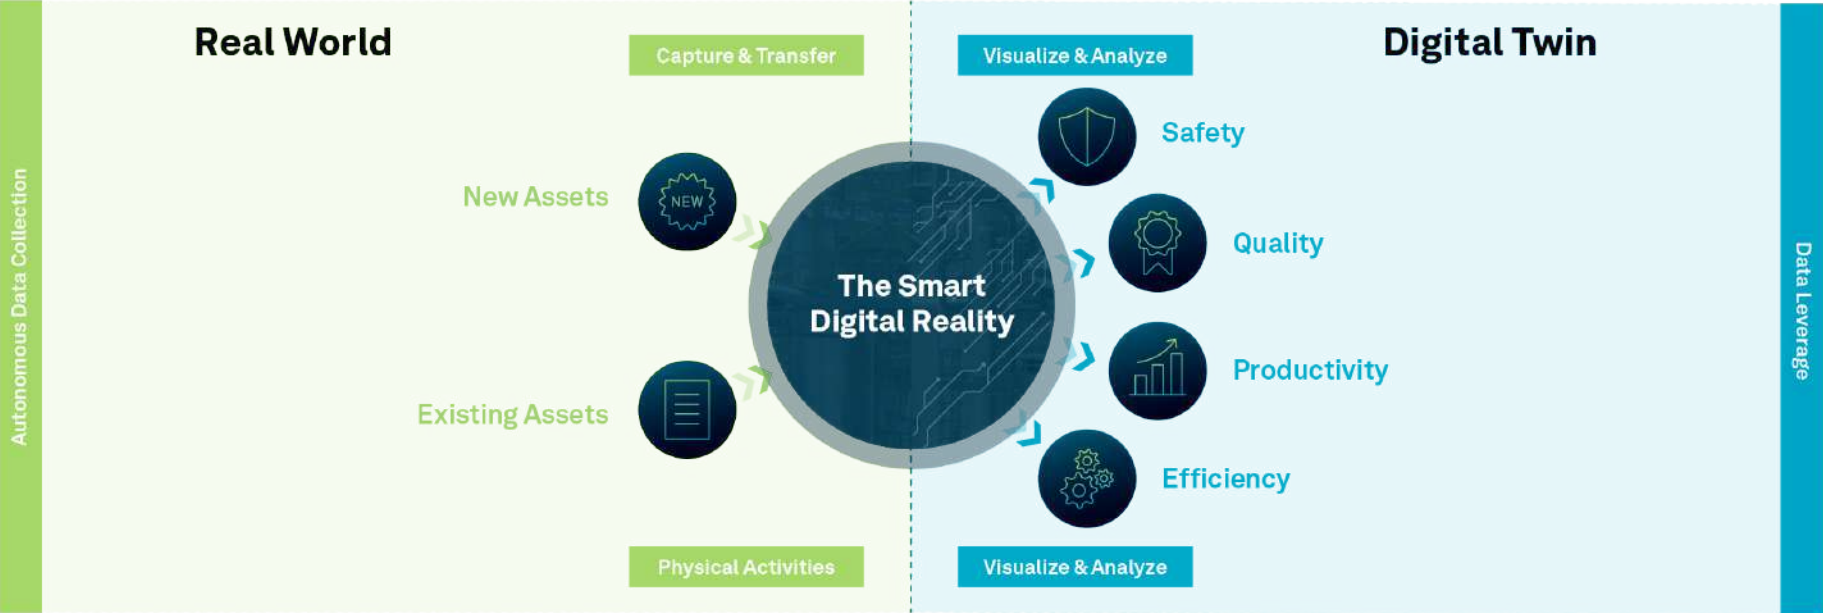 Real World
Capture & Transfer
Visualize & Analyze
Digital Twin
Autonomous Data Collection
New Assets
NEW
Existing Assets
The Smart
Digital Reality
Safety
Quality
Productivity
Efficiency
Data Leverage
Physical Activities
Visualize & Analyze